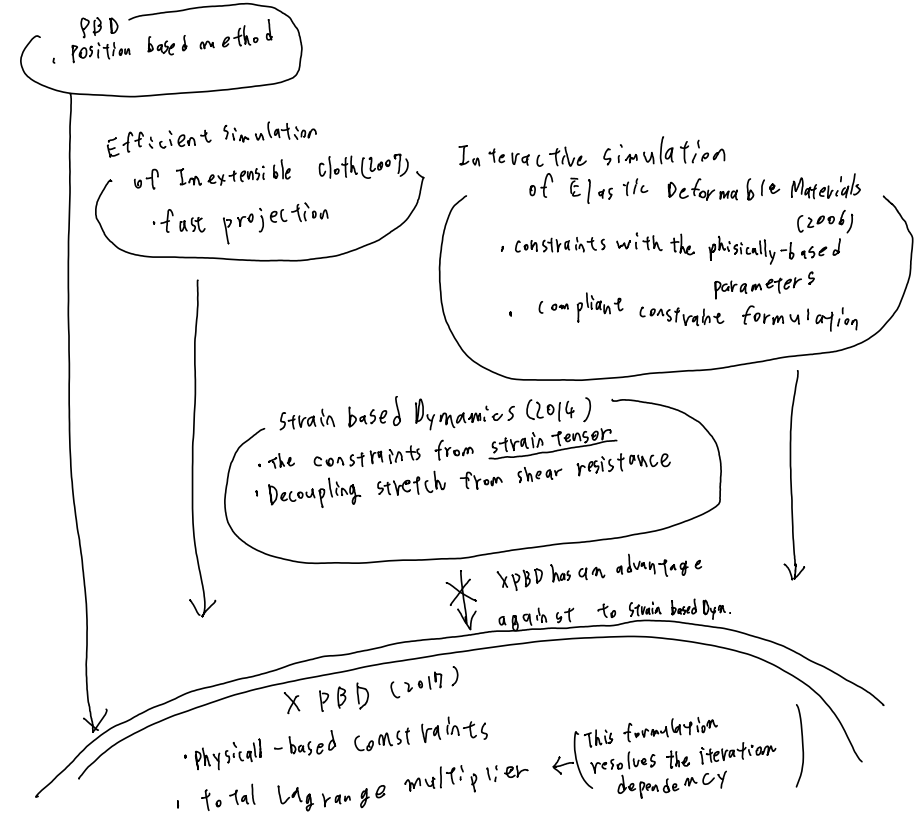 PBD
・Position based method
Efficient simulation
of Inextensible Cloth(2007)
・fast projection
Interactive simulation
of Elastic Deformable Materials
(2006)
・constraints with the phisically-based
parameters
・compliant constraint formulation
Strain based Dynamics (2014)
・The constraints from strain tensor
・Decoupling stretch from shear resistance
XPBD has an advantage
against to Strain based Dyn.
XPBD (2017)
・Physicall-based Constraints
・total Lagrange multiplier ← (This formulation
resolves the iteration
dependency)